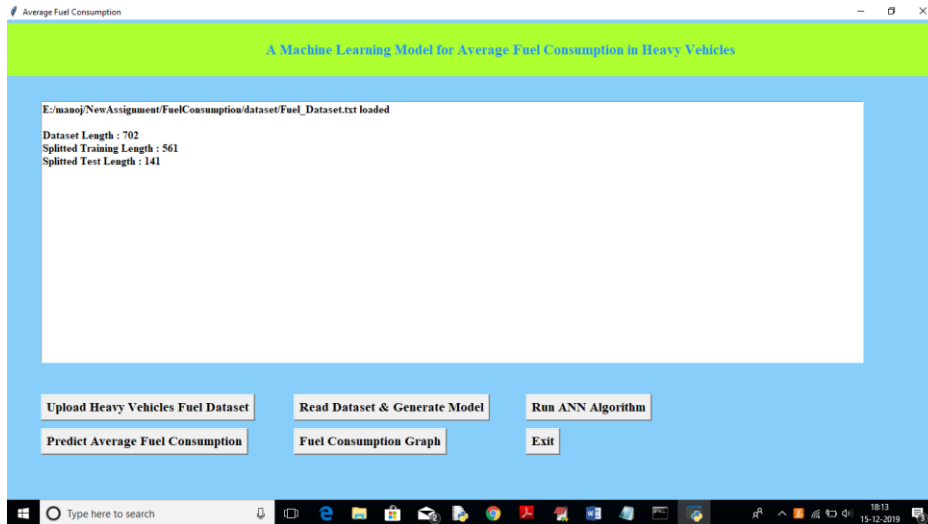 Average Fuel Consumption
A Machine Learning Model for Average Fuel Consumption in Heavy Vehicles
E:/manoj/NewAssignment/FuelConsumption/dataset/Fuel_Dataset.txt loaded
Dataset Length : 702
Splitted Training Length : 561
Splitted Test Length : 141
Upload Heavy Vehicles Fuel Dataset
Read Dataset & Generate Model
Run ANN Algorithm
Predict Average Fuel Consumption
Fuel Consumption Graph
Exit
Type here to search
18:13
15-12-2019